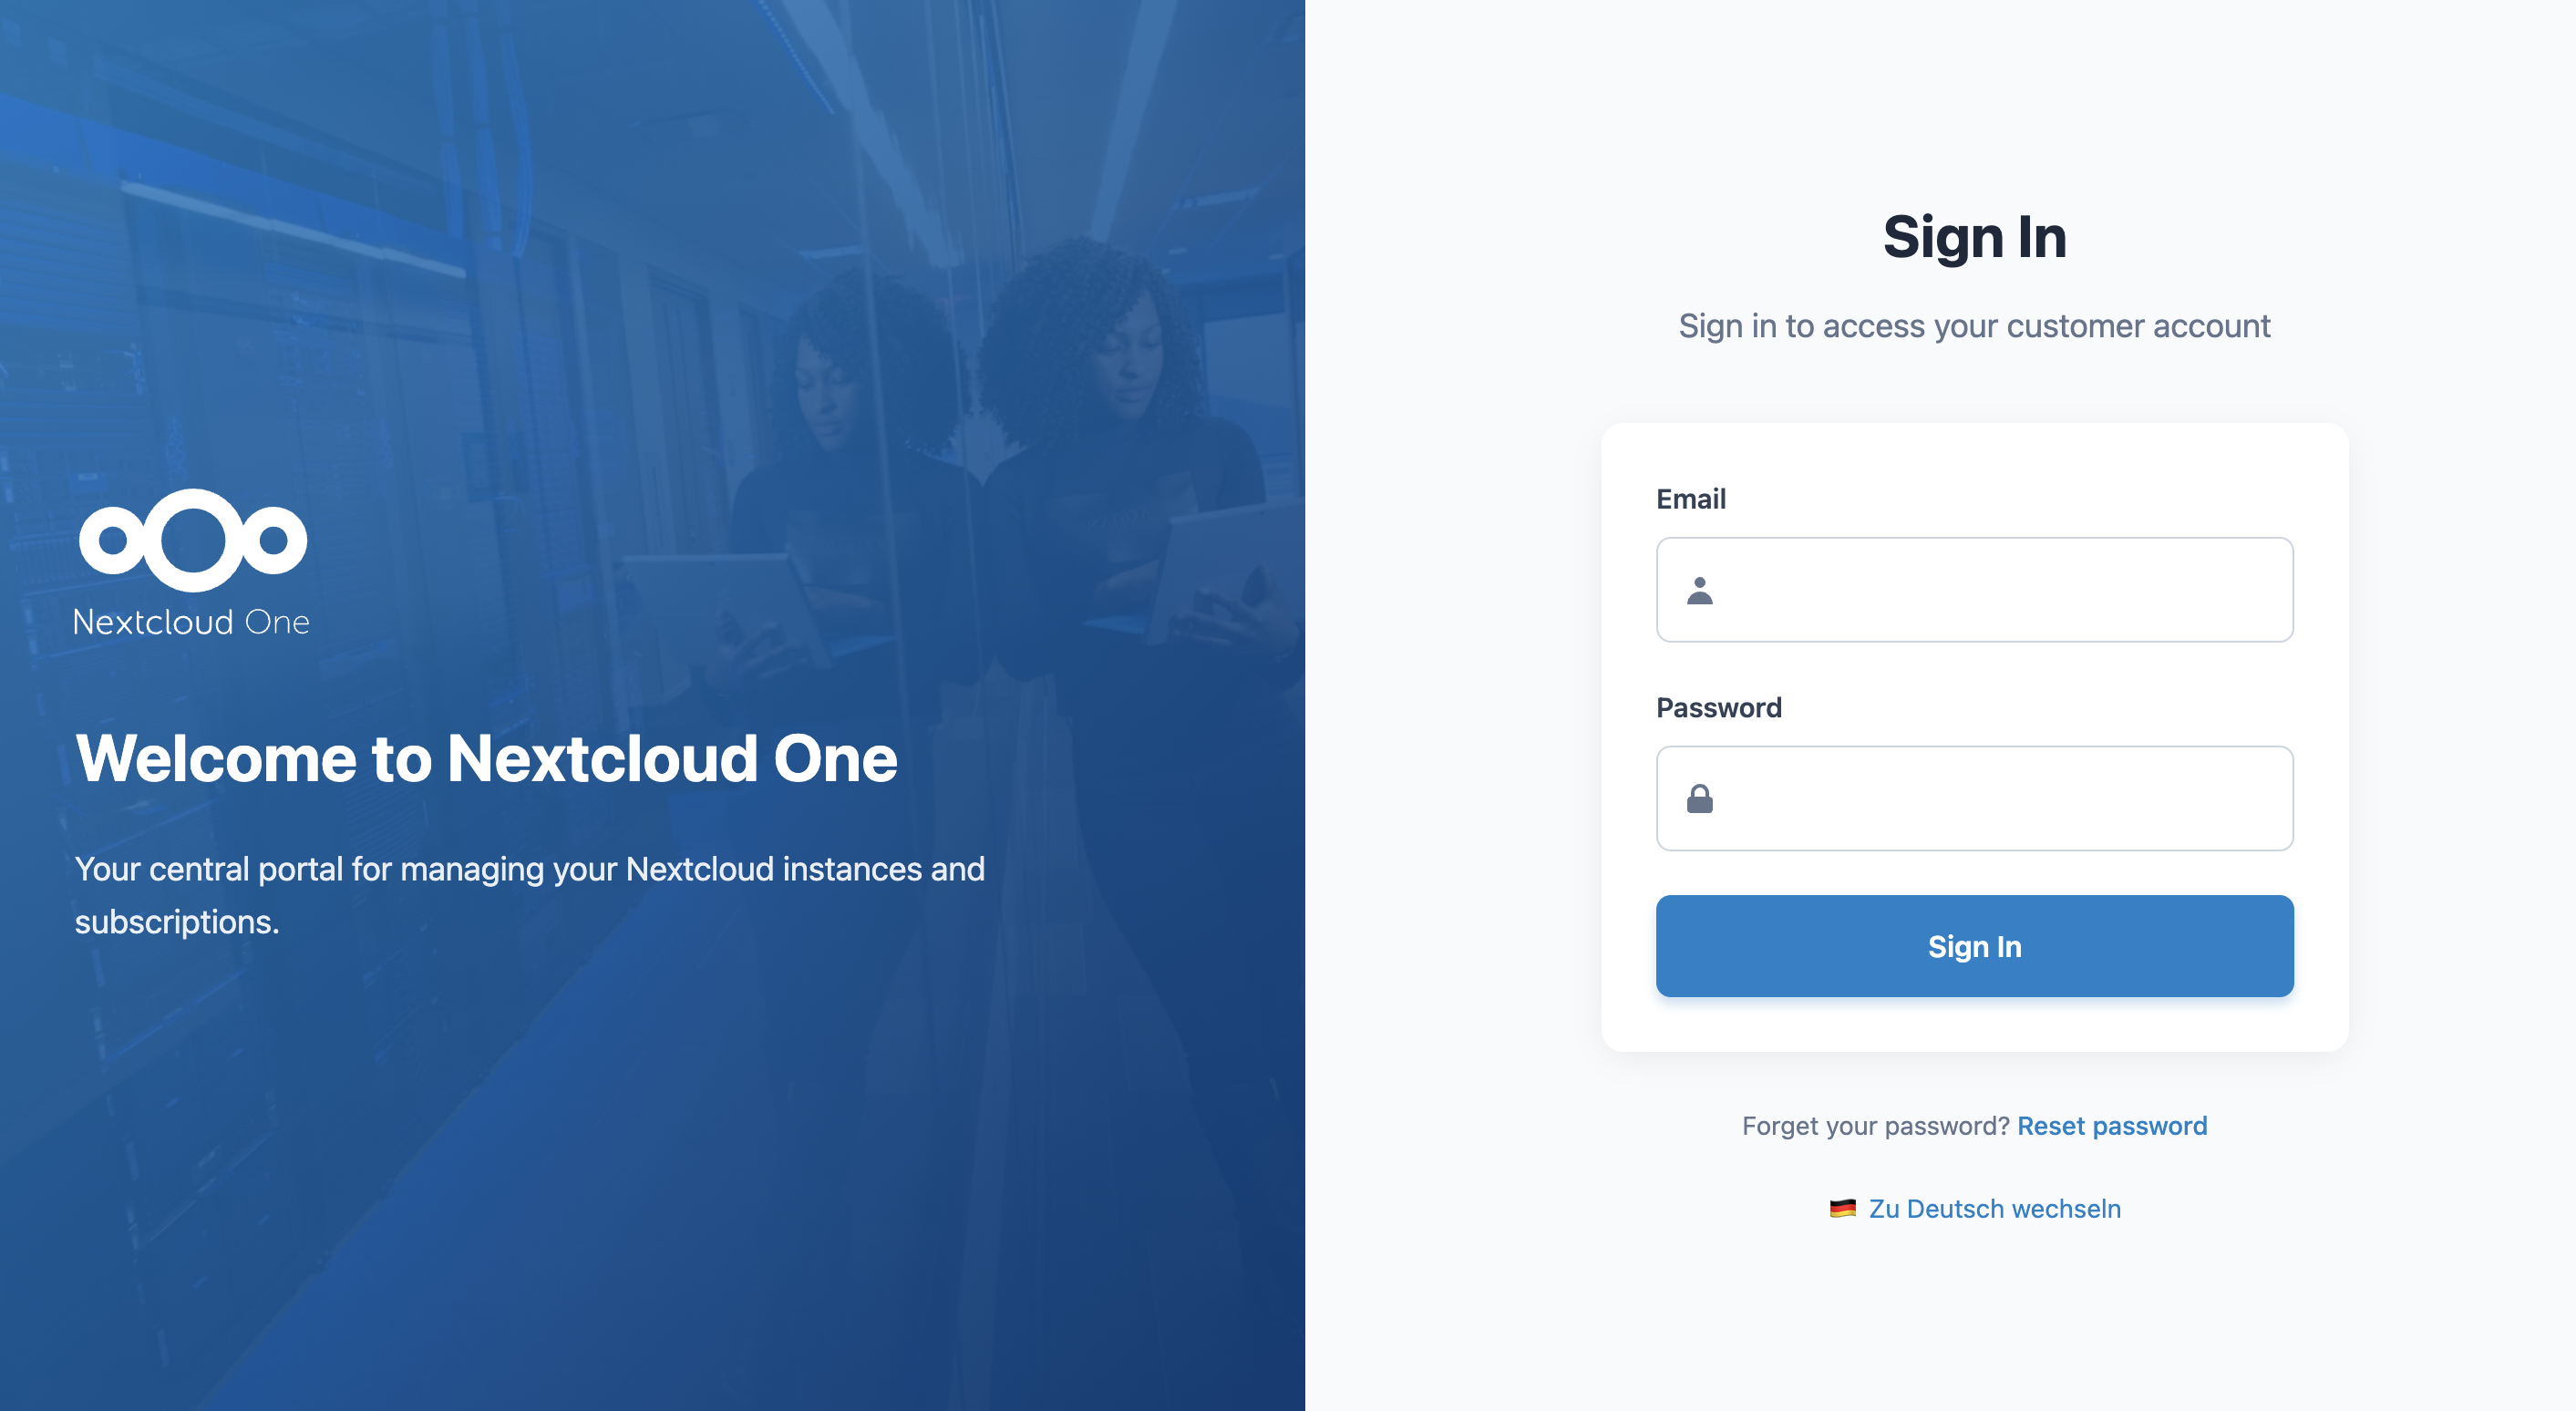 Nextcloud One
Welcome to Nextcloud One
Your central portal for managing your Nextcloud instances and
subscriptions.
Sign In
Sign in to access your customer account
Email
Password
Sign In
Forget your password? Reset password
Zu Deutsch wechseln